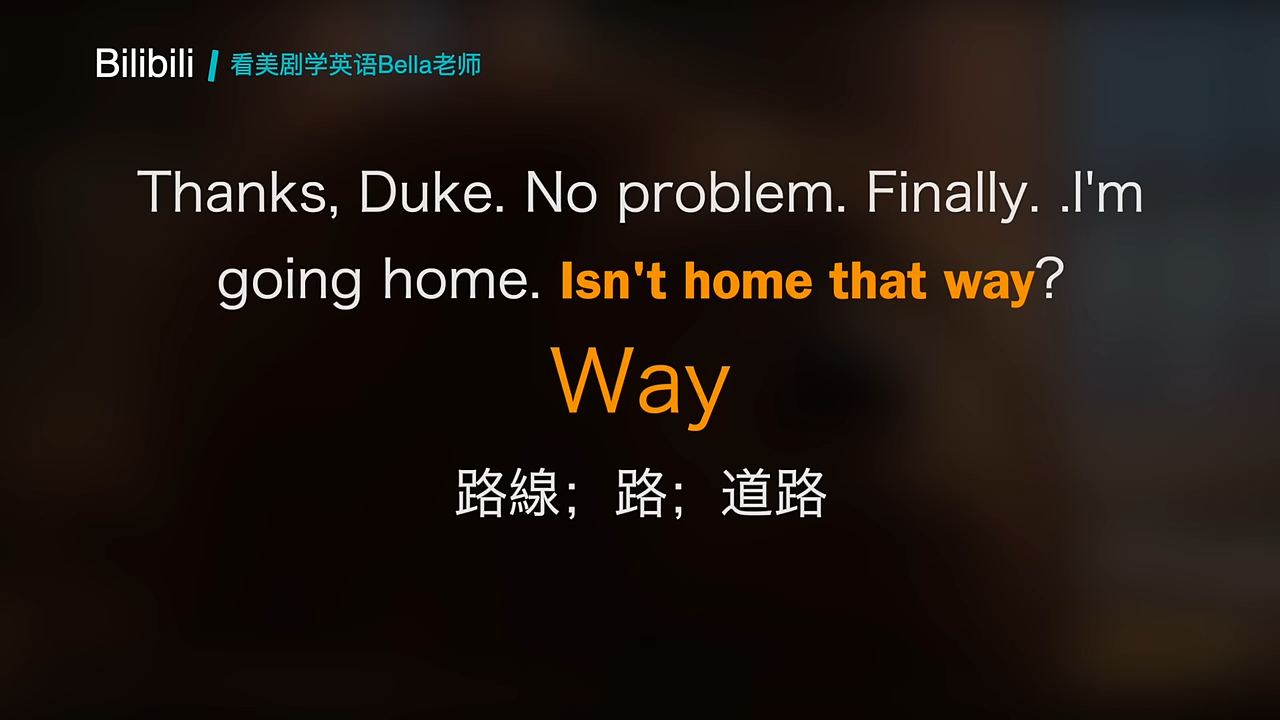 Bilibili / 看美剧学英语Bella老师
Thanks, Duke. No problem. Finally. .I'm
going home. Isn't home that way?
Way
路線；路；道路